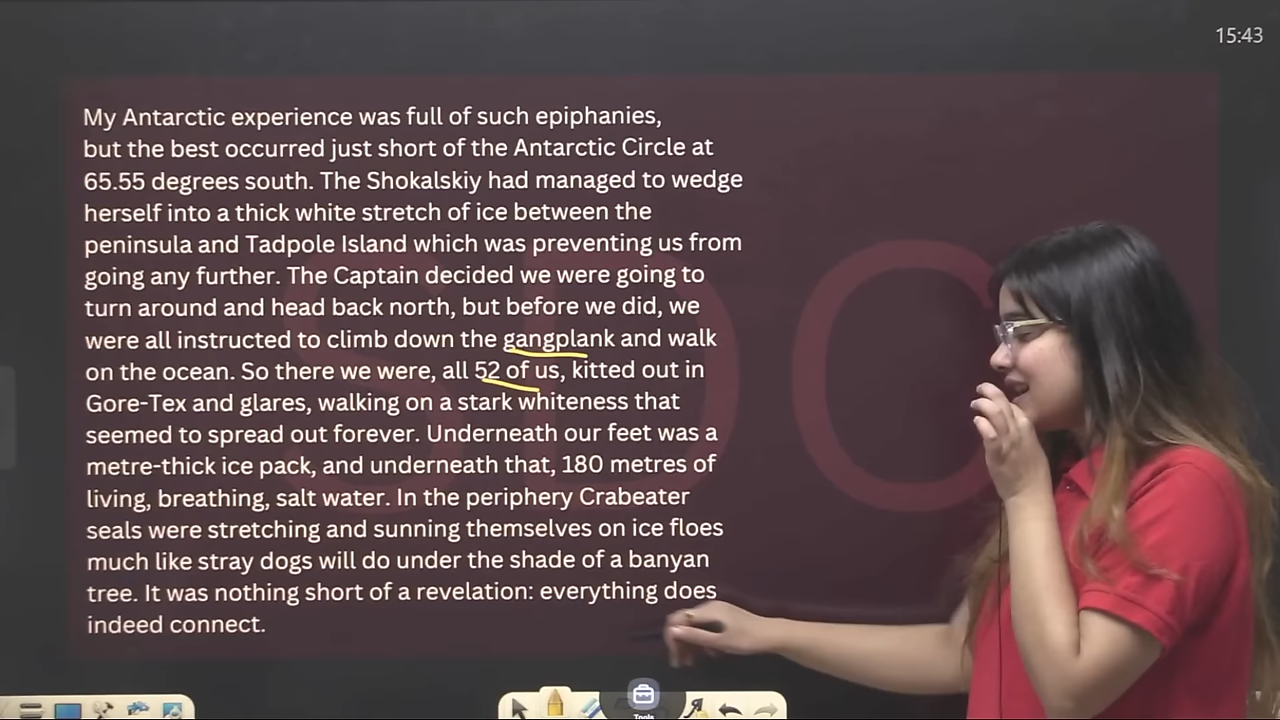 15:43
My Antarctic experience was full of such epiphanies,
but the best occurred just short of the Antarctic Circle at
65.55 degrees south. The Shokalskiy had managed to wedge
herself into a thick white stretch of ice between the
peninsula and Tadpole Island which was preventing us from
going any further. The Captain decided we were going to
turn around and head back north, but before we did, we
were all instructed to climb down the gangplank and walk
on the ocean. So there we were, all 52 of us, kitted out in
Gore-Tex and glares, walking on a stark whiteness that
seemed to spread out forever. Underneath our feet was a
metre-thick ice pack, and underneath that, 180 metres of
living, breathing, salt water. In the periphery Crabeater
seals were stretching and sunning themselves on ice floes
much like stray dogs will do under the shade of a banyan
tree. It was nothing short of a revelation: everything does
indeed connect.
SDC
Tools